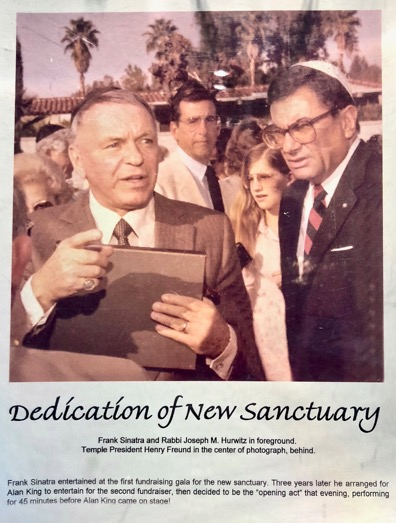 Dedication of New Sanctuary
Frank Sinatra and Rabbi Joseph M. Hurwitz in foreground.
Temple President Henry Freund in the center of photograph, behind.
Frank Sinatra entertained at the first fundraising gala for the new sanctuary. Three years later he arranged for
Alan King to entertain for the second fundraiser, then decided to be the "opening act" that evening, performing
for 45 minutes before Alan King came on stage!